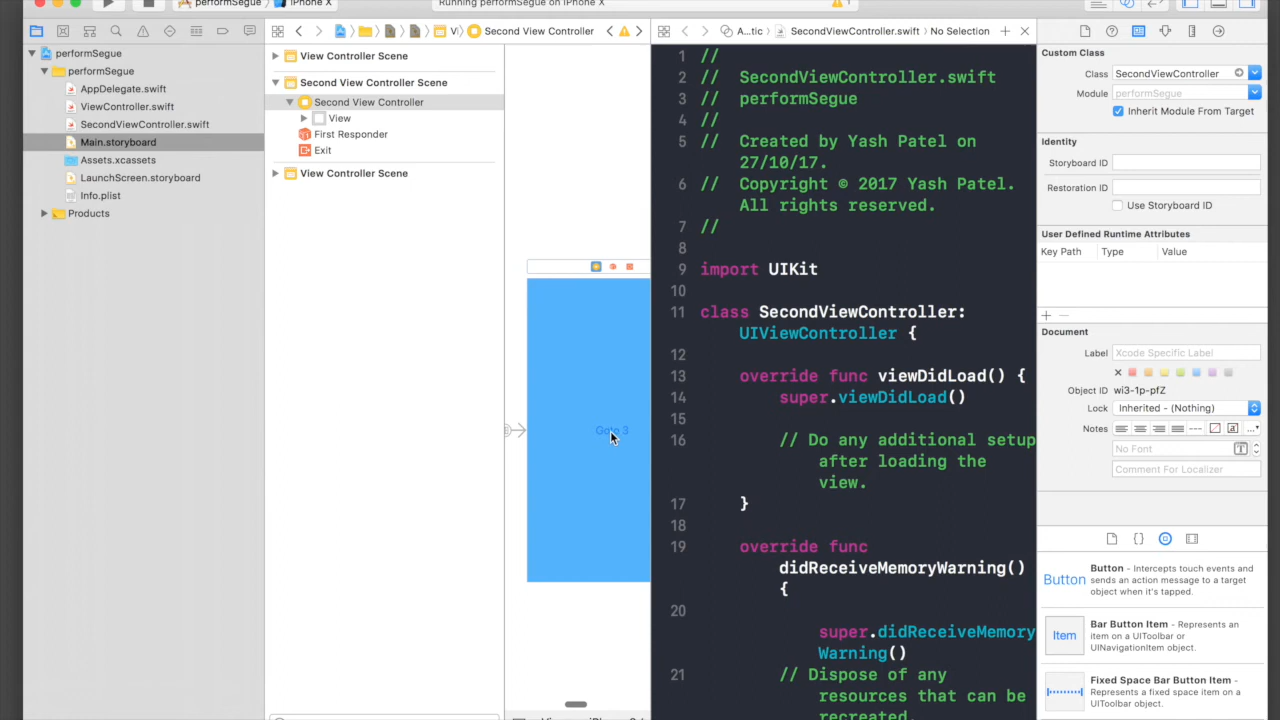 performSegue
iPhone X
Running performSegue on iPhone X
1
Second View Controller
SecondViewController.swift
No Selection
performSegue
performSegue
AppDelegate.swift
ViewController.swift
SecondViewController.swift
Main.storyboard
Assets.xcassets
LaunchScreen.storyboard
Info.plist
Products
View Controller Scene
Second View Controller Scene
Second View Controller
View
First Responder
Exit
View Controller Scene
1 //
2 // SecondViewController.swift
3 // performSegue
4 //
5 // Created by Yash Patel on
27/10/17.
6 // Copyright © 2017 Yash Patel.
All rights reserved.
7 //
8
9 import UIKit
10
11 class SecondViewController:
UIViewController {
12
13 override func viewDidLoad() {
14 super.viewDidLoad()
15
16 // Do any additional setup
after loading the
view.
17 }
18
19 override func
didReceiveMemoryWarning()
{
20
super.didReceiveMemory
Warning()
21 // Dispose of any
resources that can be
recreated.
Custom Class
Class SecondViewController
Module performSegue
Inherit Module From Target
Identity
Storyboard ID
Restoration ID
Use Storyboard ID
User Defined Runtime Attributes
Key Path Type Value
Document
Label Xcode Specific Label
Object ID wi3-1p-pfZ
Lock Inherited - (Nothing)
Notes
No Font
Comment For Localizer
Button
Button - Intercepts touch events and
sends an action message to a target
object when it's tapped.
Item
Bar Button Item - Represents an
item on a UIToolbar or
UINavigationItem object.
Fixed Space Bar Button Item -
Represents a fixed space item on a
UIToolbar object.